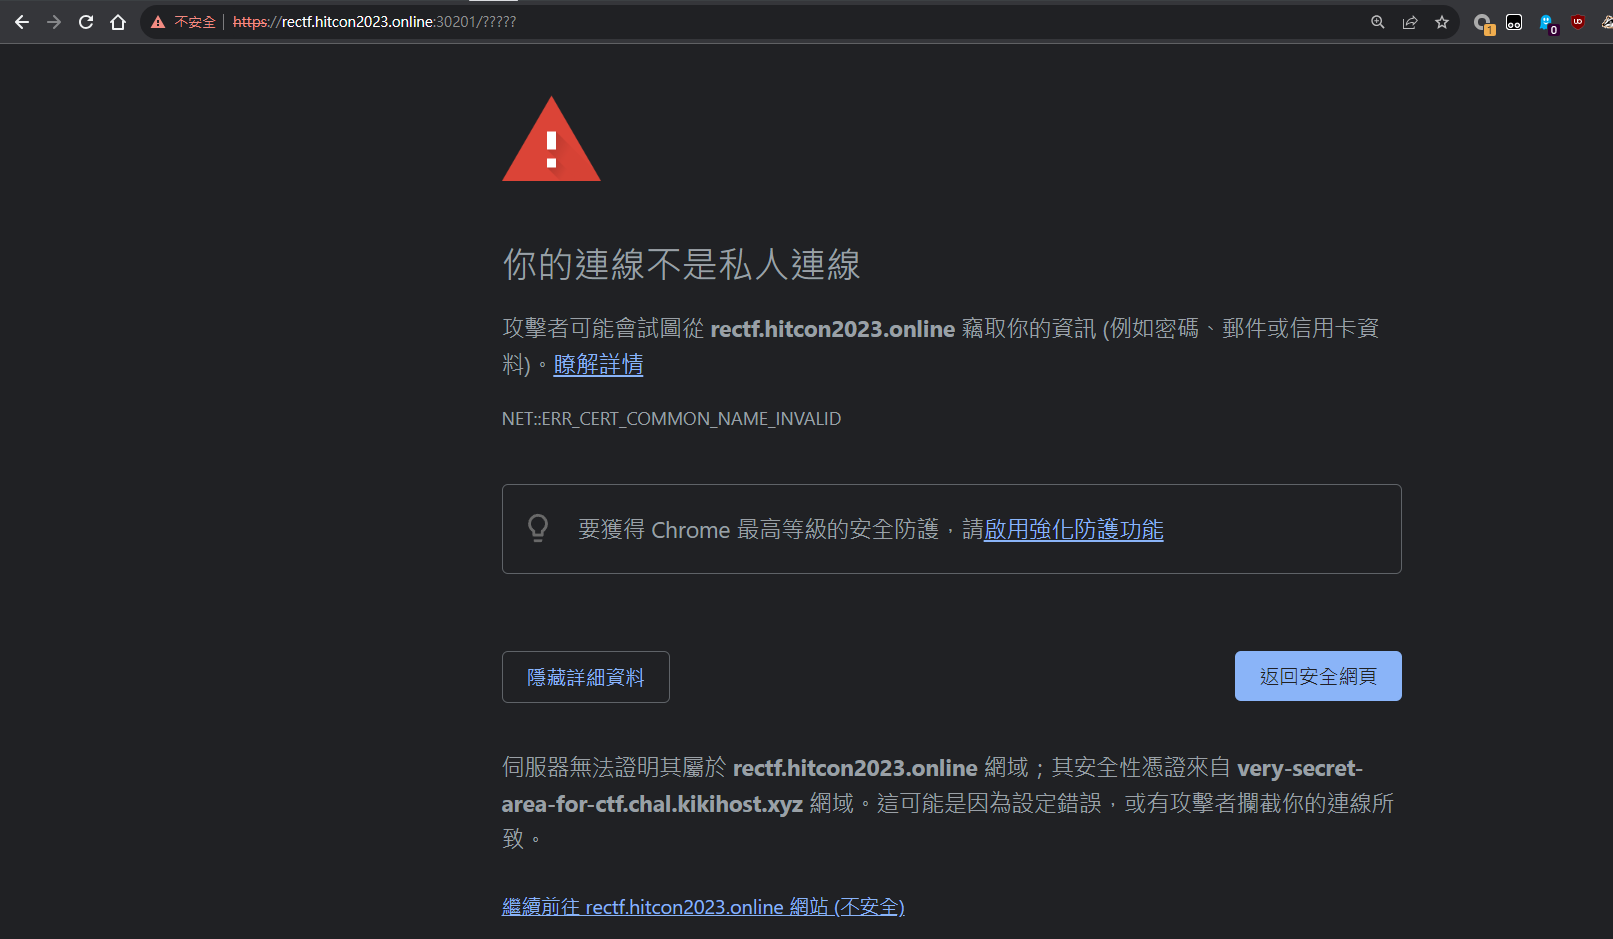 不安全 https://rectf.hitcon2023.online:30201/?????
1
0
你的連線不是私人連線
攻擊者可能會試圖從 rectf.hitcon2023.online 竊取你的資訊 (例如密碼、郵件或信用卡資
料)。瞭解詳情
NET::ERR_CERT_COMMON_NAME_INVALID
要獲得 Chrome 最高等級的安全防護，請啟用強化防護功能
隱藏詳細資料
返回安全網頁
伺服器無法證明其屬於 rectf.hitcon2023.online 網域；其安全性憑證來自 very-secret-
area-for-ctf.chal.kikihost.xyz 網域。這可能是因為設定錯誤，或有攻擊者攔截你的連線所
致。
繼續前往 rectf.hitcon2023.online 網站 (不安全)